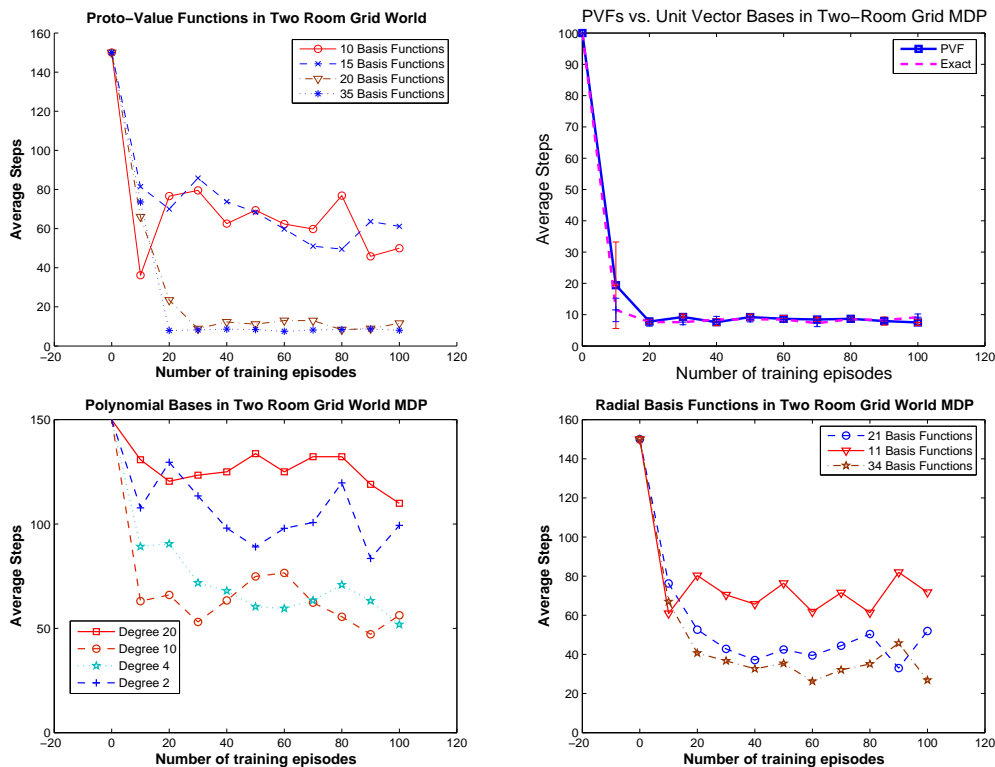 Proto−Value Functions in Two Room Grid World
160
140
120
100
80
60
40
20
0
−20 0 20 40 60 80 100 120
Average Steps
Number of training episodes
10 Basis Functions
15 Basis Functions
20 Basis Functions
35 Basis Functions
PVFs vs. Unit Vector Bases in Two−Room Grid MDP
100
90
80
70
60
50
40
30
20
10
0
0 20 40 60 80 100 120
Average Steps
Number of training episodes
PVF
Exact
Polynomial Bases in Two Room Grid World MDP
150
100
50
0
−20 0 20 40 60 80 100 120
Average Steps
Number of training episodes
Degree 20
Degree 10
Degree 4
Degree 2
Radial Basis Functions in Two Room Grid World MDP
160
140
120
100
80
60
40
20
0
−20 0 20 40 60 80 100 120
Average Steps
Number of training episodes
21 Basis Functions
11 Basis Functions
34 Basis Functions